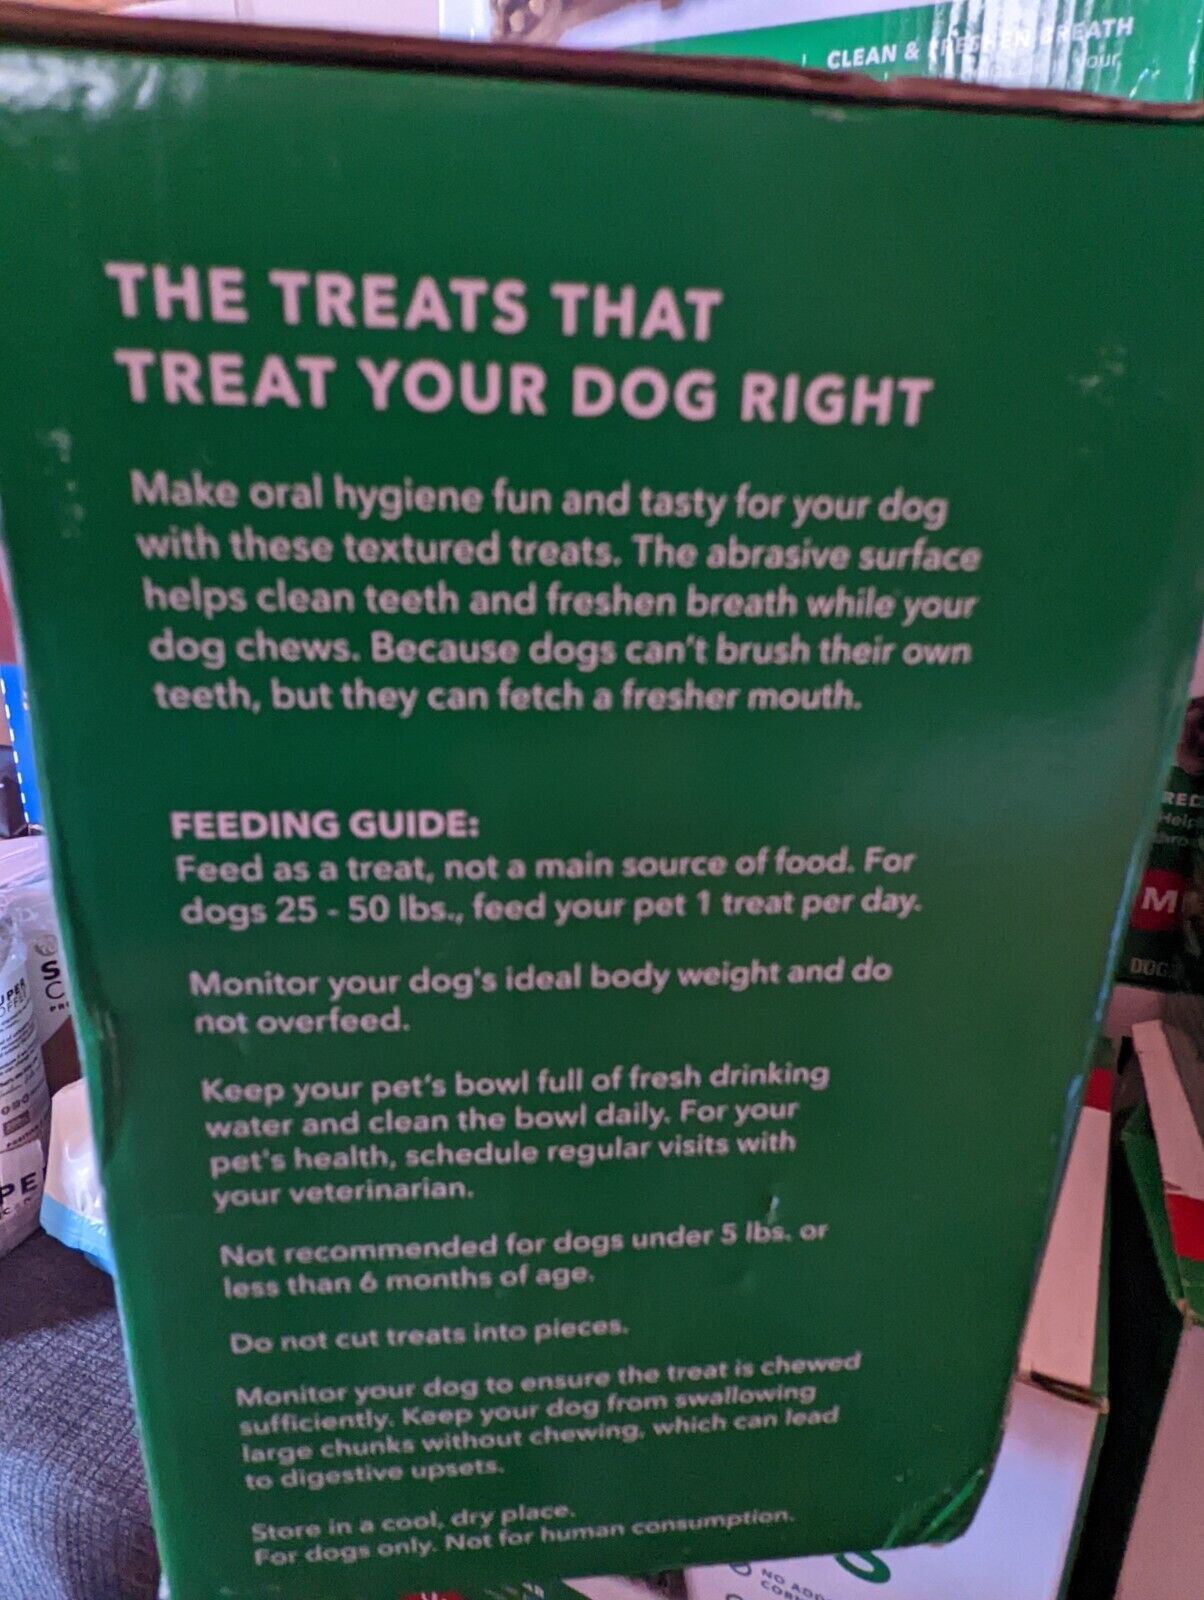 CLEAN & FRESHEN BREATH
your
THE TREATS THAT
TREAT YOUR DOG RIGHT
Make oral hygiene fun and tasty for your dog
with these textured treats. The abrasive surface
helps clean teeth and freshen breath while your
dog chews. Because dogs can't brush their own
teeth, but they can fetch a fresher mouth.
FEEDING GUIDE:
Feed as a treat, not a main source of food. For
dogs 25 - 50 lbs., feed your pet 1 treat per day.
Monitor your dog's ideal body weight and do
not overfeed.
Keep your pet's bowl full of fresh drinking
water and clean the bowl daily. For your
pet's health, schedule regular visits with
your veterinarian.
Not recommended for dogs under 5 lbs. or
less than 6 months of age.
Do not cut treats into pieces.
Monitor your dog to ensure the treat is chewed
sufficiently. Keep your dog from swallowing
large chunks without chewing, which can lead
to digestive upsets.
Store in a cool, dry place.
For dogs only. Not for human consumption.
M
DOG
NO ADD